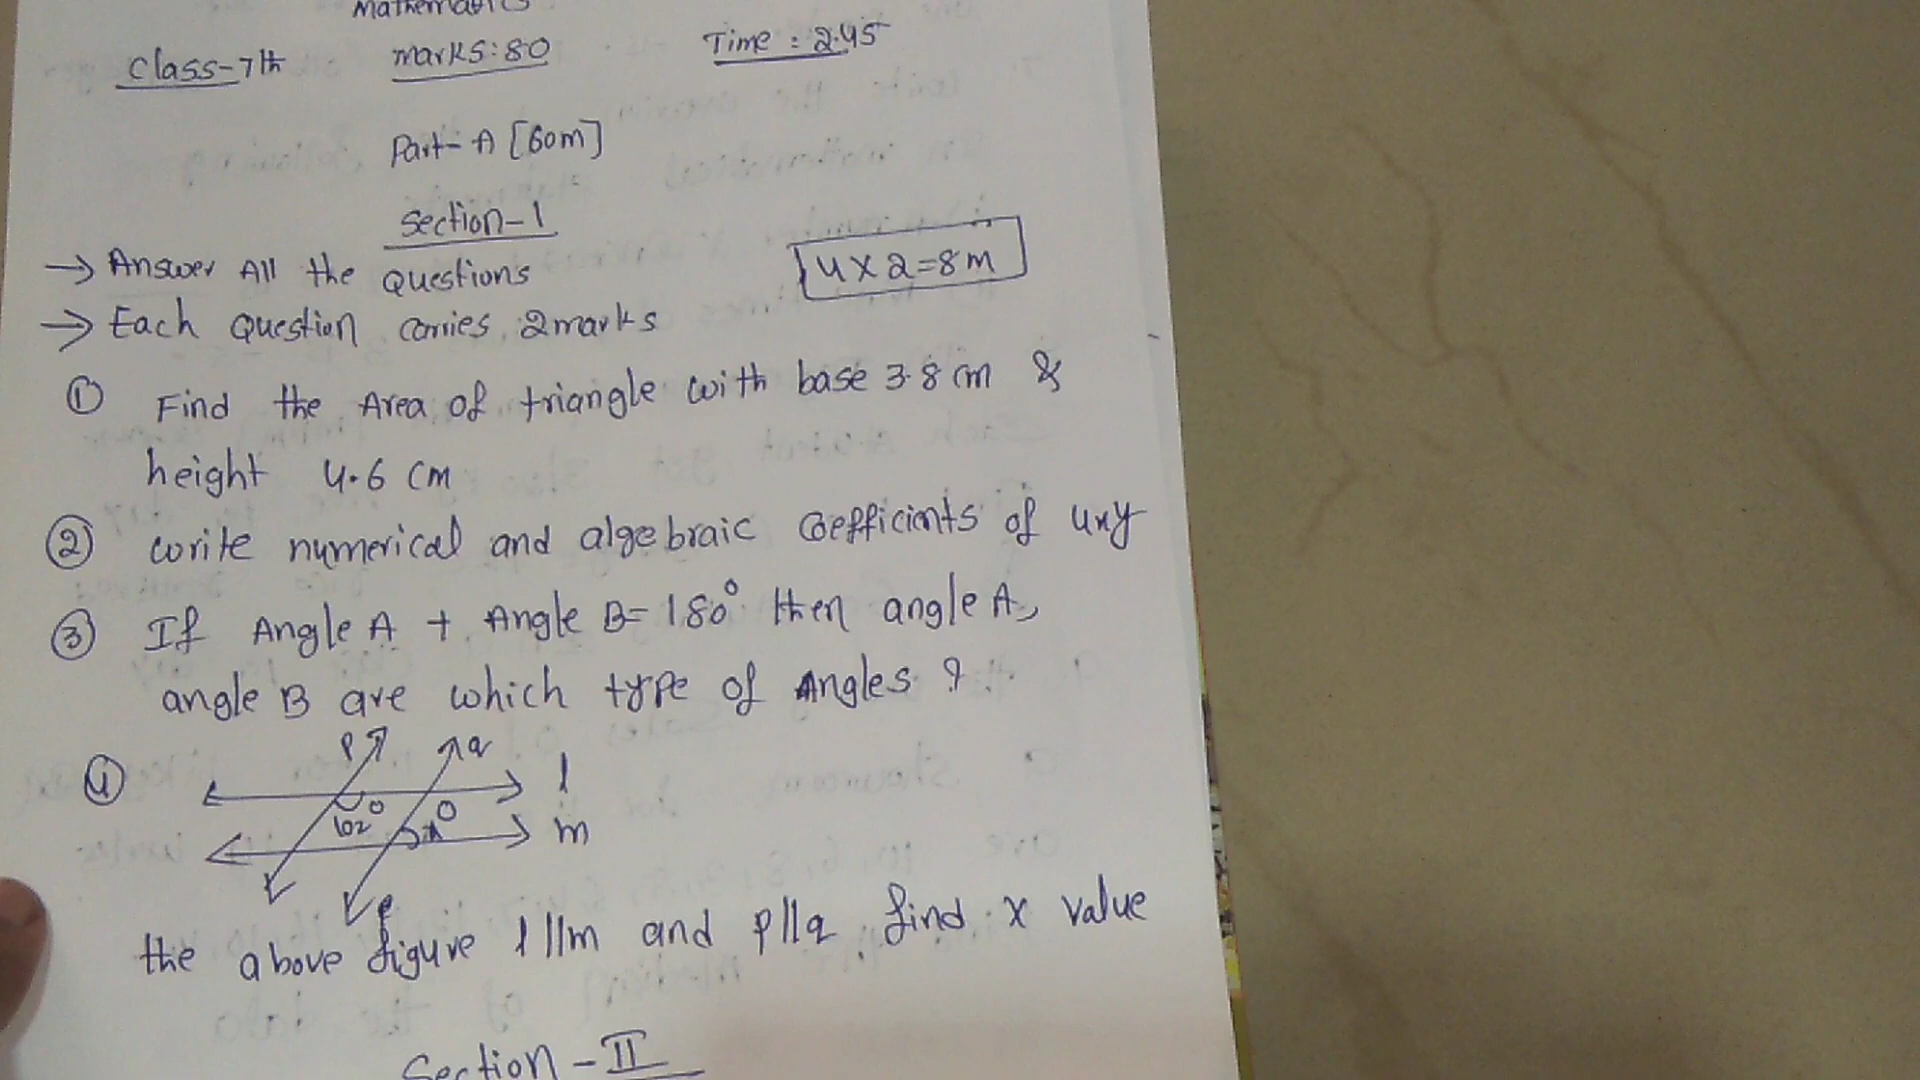 Mathematics
Class-7th marks:80 Time : 2.45
Part-A [60m]
Section-1
→ Answer All the Questions
4x2=8m
→ Each Question carries 2marks
① Find the Area of triangle with base 3.8 cm &
height 4.6 cm
② write numerical and algebraic coefficients of 4xy
③ If Angle A + Angle B= 180° then angle A,
angle B are which type of Angles ?
④
p q l
102° x° m
the above figure l ||m and p||q find x value
Section-II